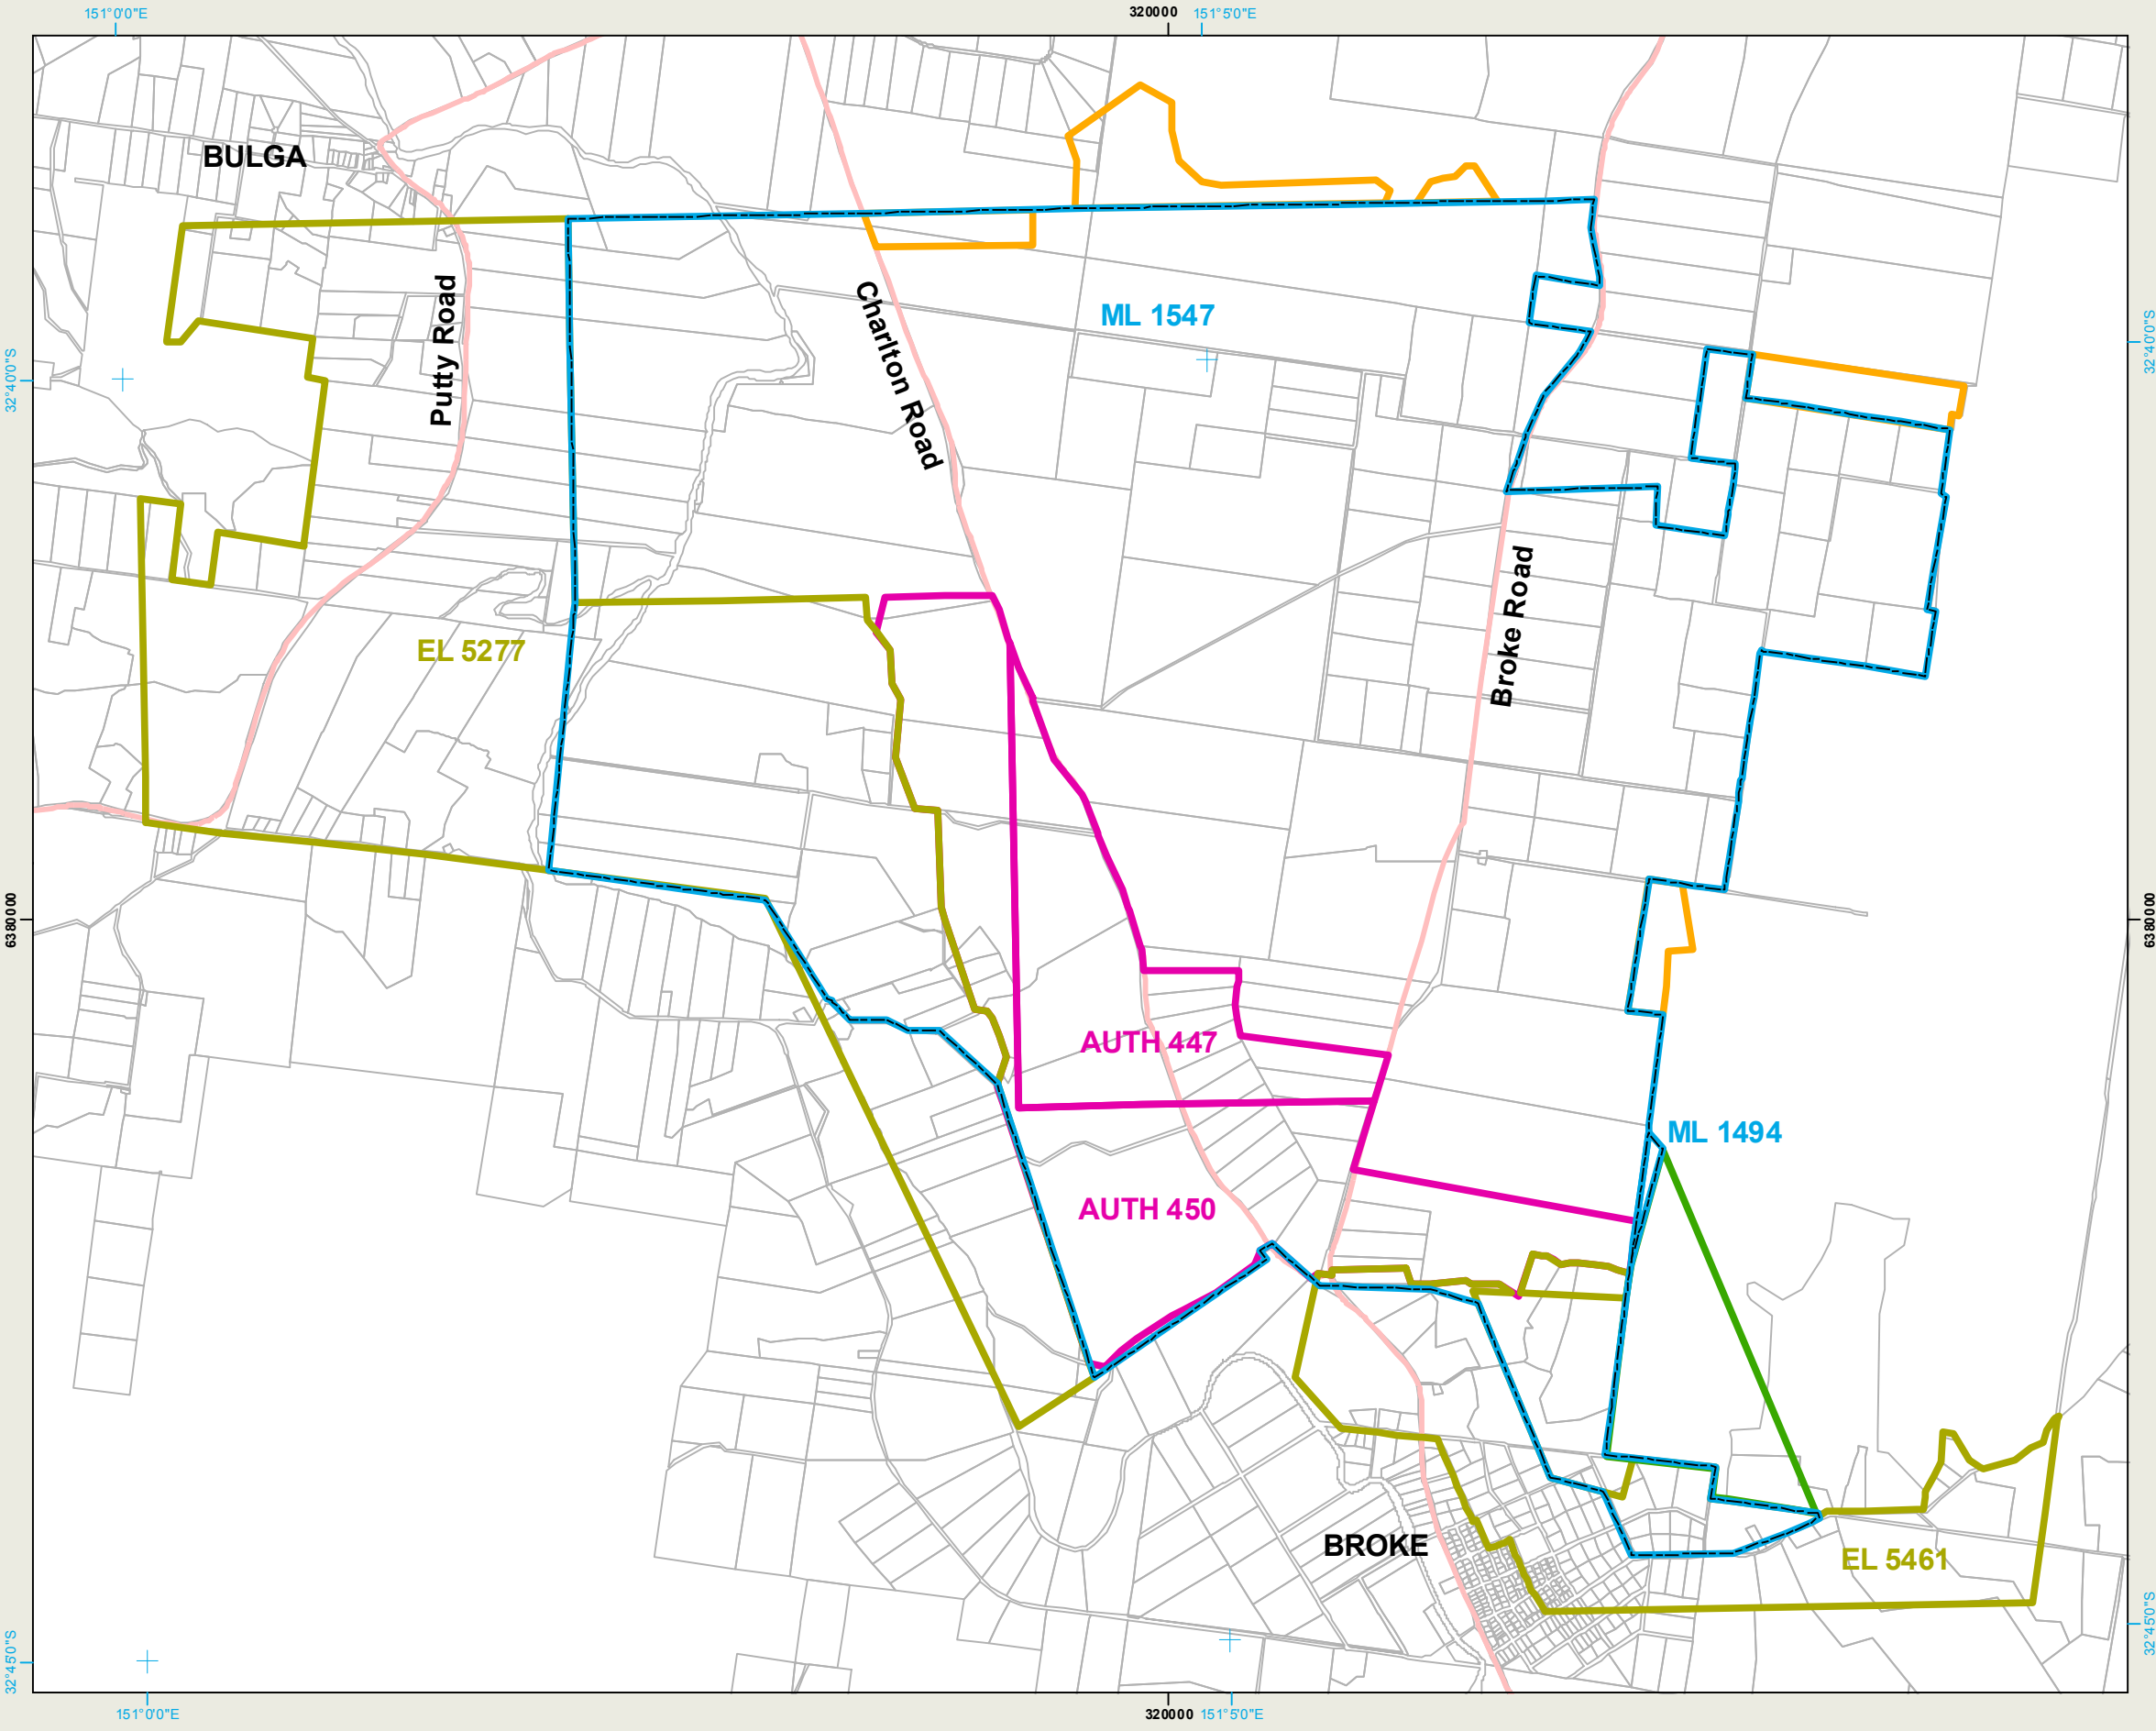 151°0'0"E
320000
151°5'0"E
BULGA
Putty Road
Charlton Road
ML 1547
32°40'0"S
32°40'0"S
Broke Road
EL 5277
6380000
6380000
AUTH 447
ML 1494
AUTH 450
BROKE
EL 5461
32°45'0"S
32°45'0"S
151°0'0"E
320000
151°5'0"E